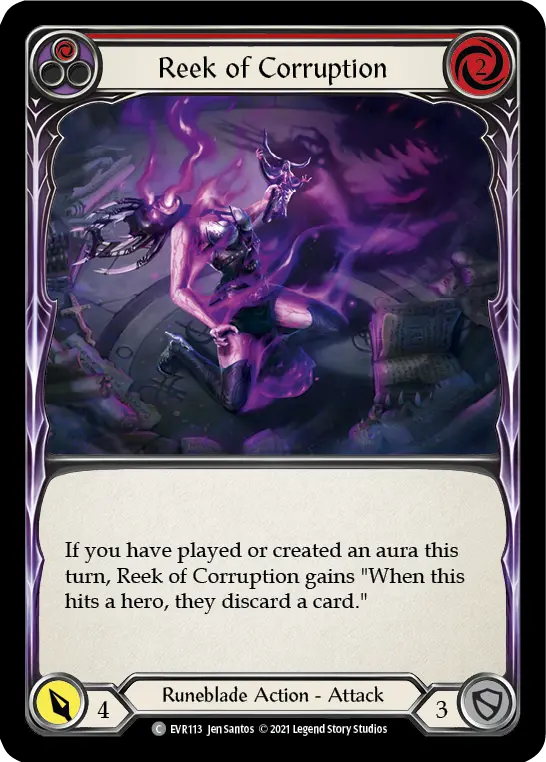 Reek of Corruption
2
If you have played or created an aura this
turn, Reek of Corruption gains "When this
hits a hero, they discard a card."
4
Runeblade Action - Attack
3
C EVR113 Jen Santos © 2021 Legend Story Studios